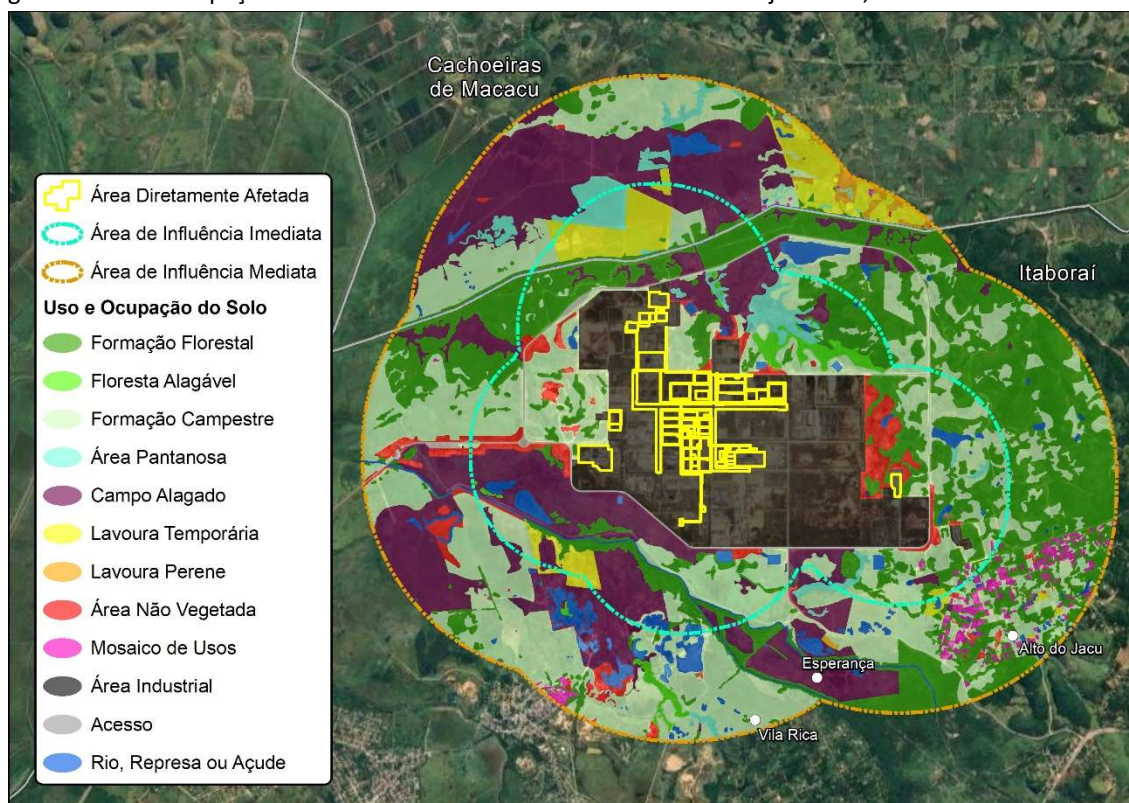 Cachoeiras
de Macacu
Itaboraí
Área Diretamente Afetada
Área de Influência Imediata
Área de Influência Mediata
Uso e Ocupação do Solo
Formação Florestal
Floresta Alagável
Formação Campestre
Área Pantanosa
Campo Alagado
Lavoura Temporária
Lavoura Perene
Área Não Vegetada
Mosaico de Usos
Área Industrial
Acesso
Rio, Represa ou Açude
Alto do Jacu
Esperança
Vila Rica